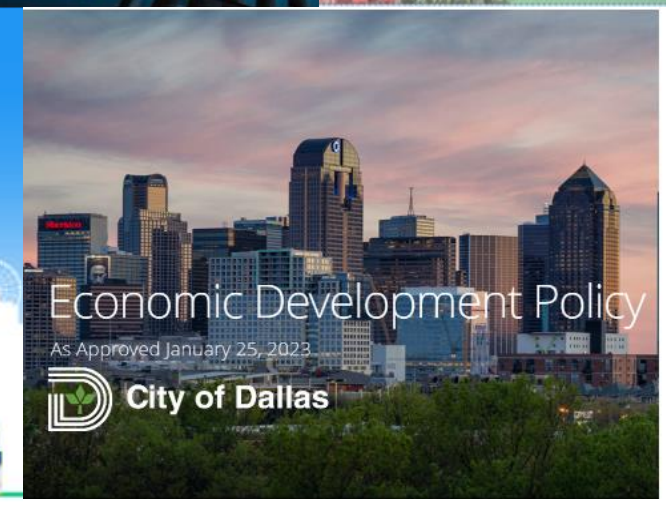 Economic Development Policy
As Approved January 25, 2023
City of Dallas